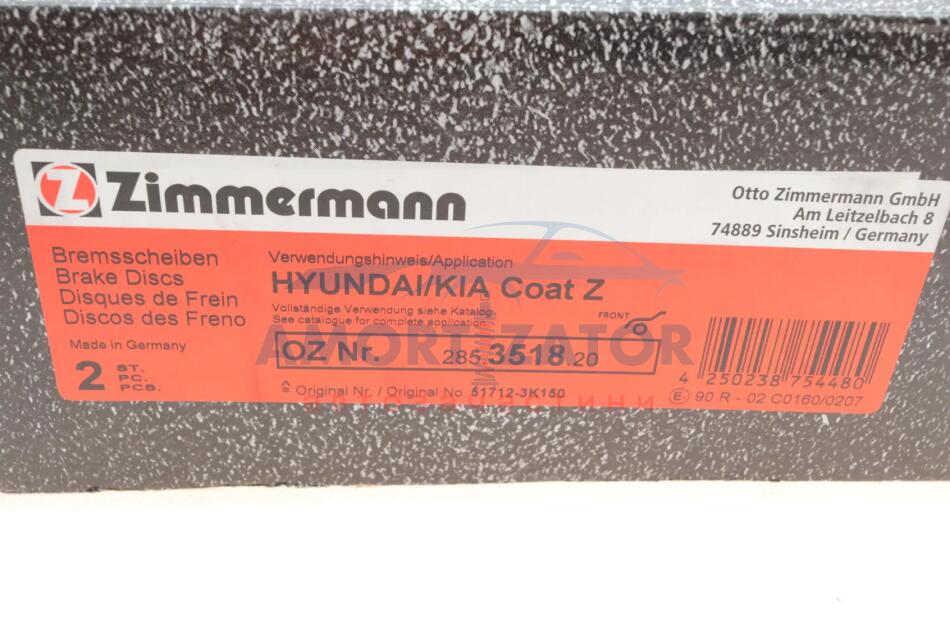 Z Zimmermann
Otto Zimmermann GmbH
Am Leitzelbach 8
74889 Sinsheim / Germany
Bremsscheiben
Brake Discs
Disques de Frein
Discos des Freno
Made in Germany
2 ST.
PC.
PCS.
Verwendungshinweis/Application
HYUNDAI/KIA Coat Z
Vollständige Verwendung siehe Katalog
See catalogue for complete application
FRONT
AMORTIZATOR
OZ Nr. 285.3518.20
≙ Original Nr. / Original No. 51712-3K150
автозапчастини
4 250238 754480
E 90 R - 02 C0160/0207